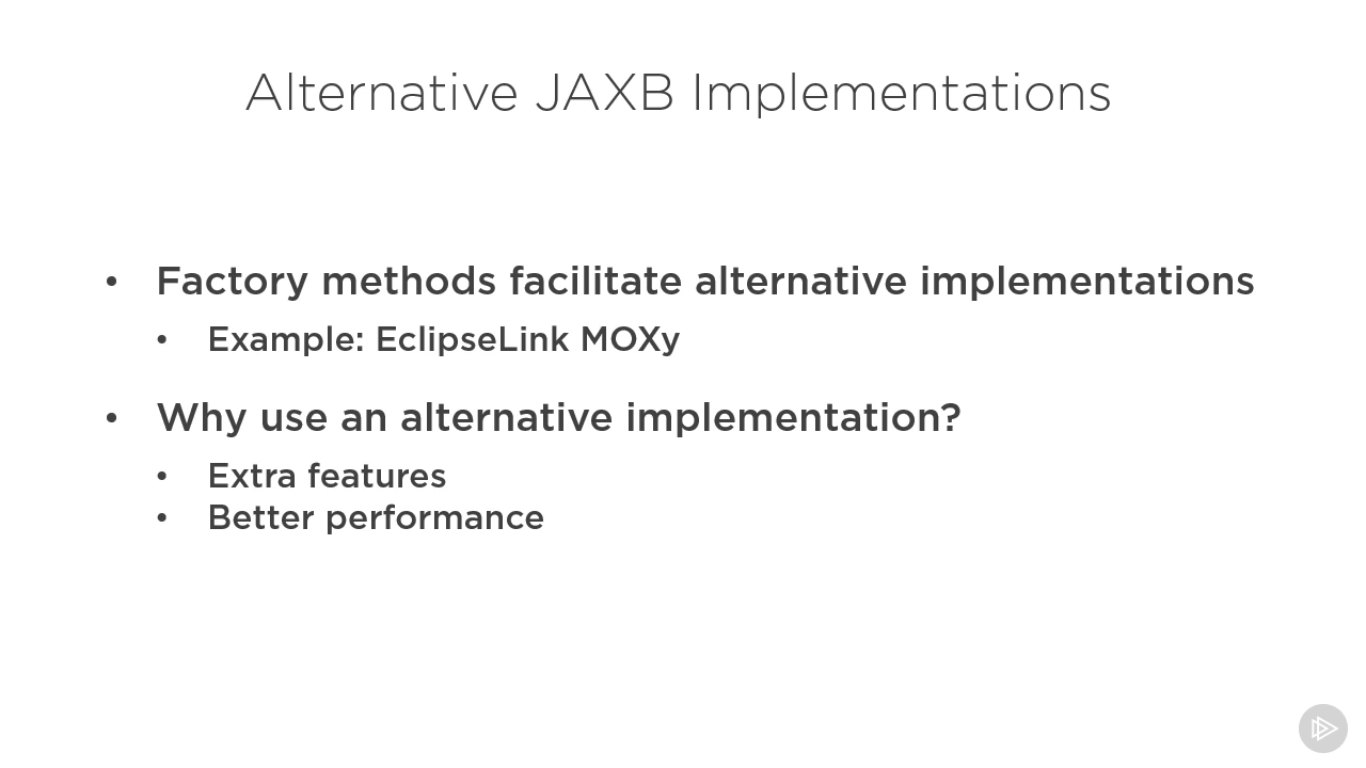 Alternative JAXB Implementations
• Factory methods facilitate alternative implementations
• Example: EclipseLink MOXy
• Why use an alternative implementation?
• Extra features
• Better performance